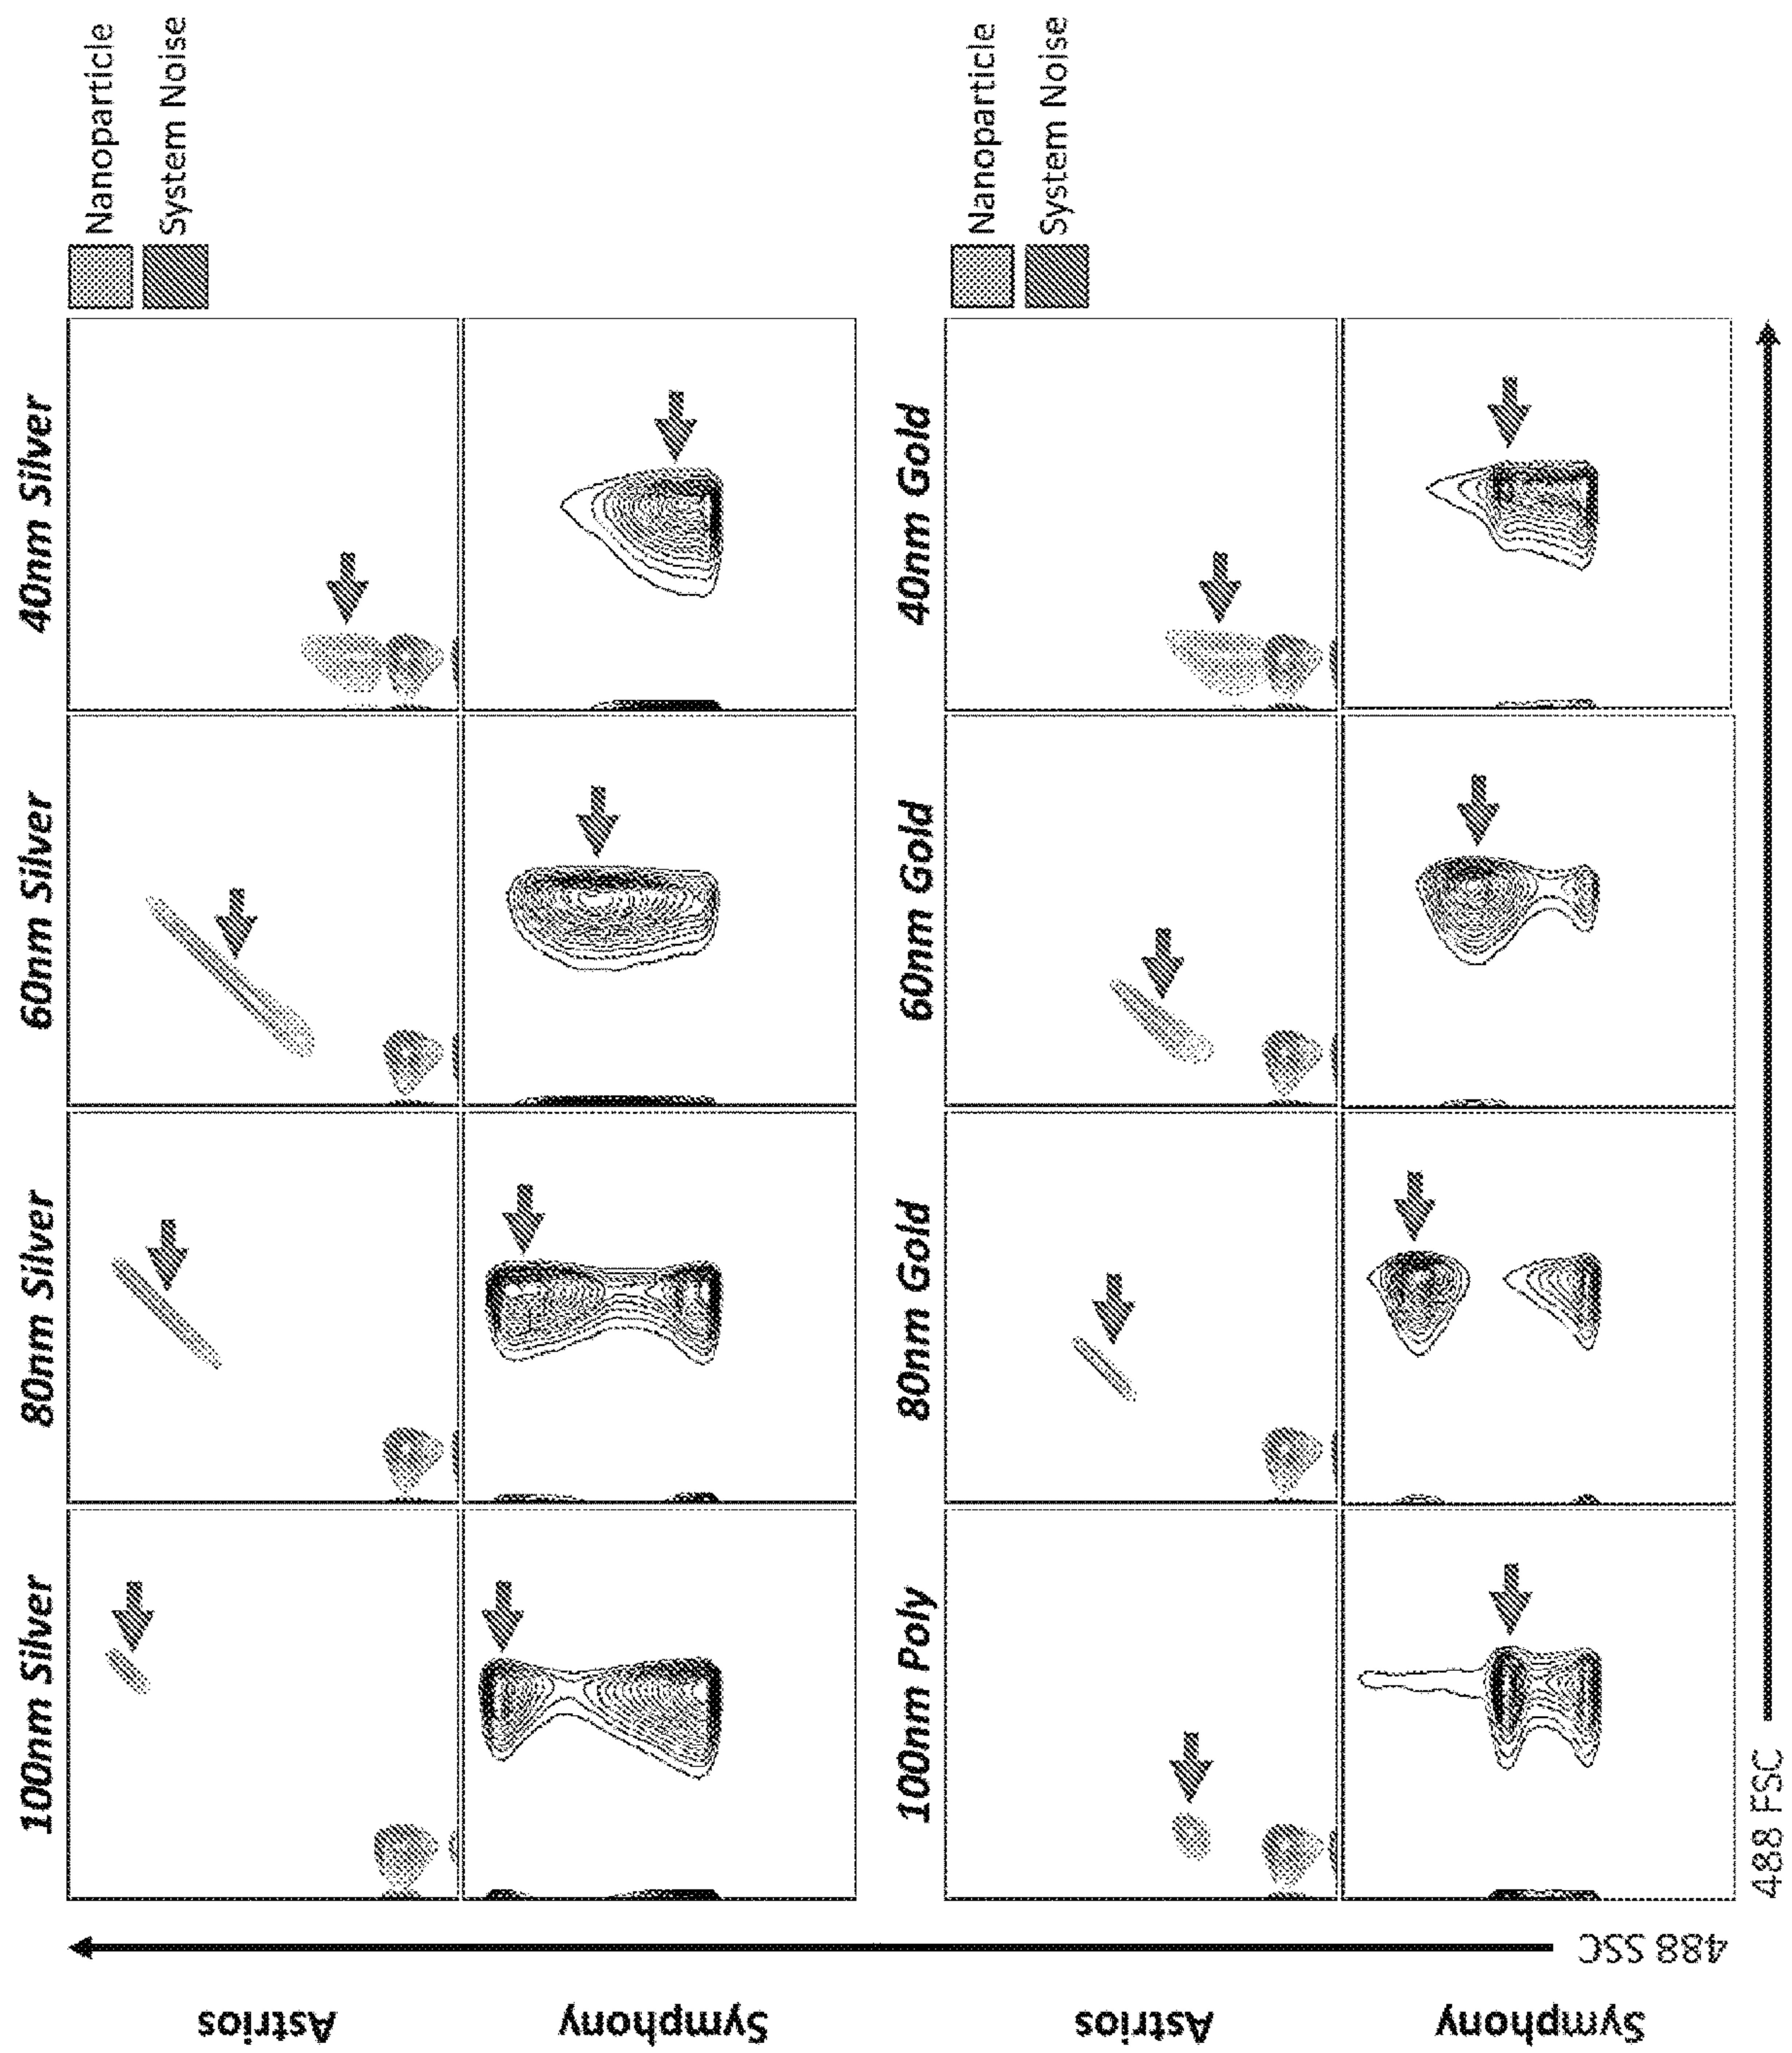 100nm Silver
80nm Silver
60nm Silver
40nm Silver
Nanoparticle
System Noise
Astrios
Symphony
100nm Poly
80nm Gold
60nm Gold
40nm Gold
Nanoparticle
System Noise
Astrios
Symphony
488 SSC
488 FSC